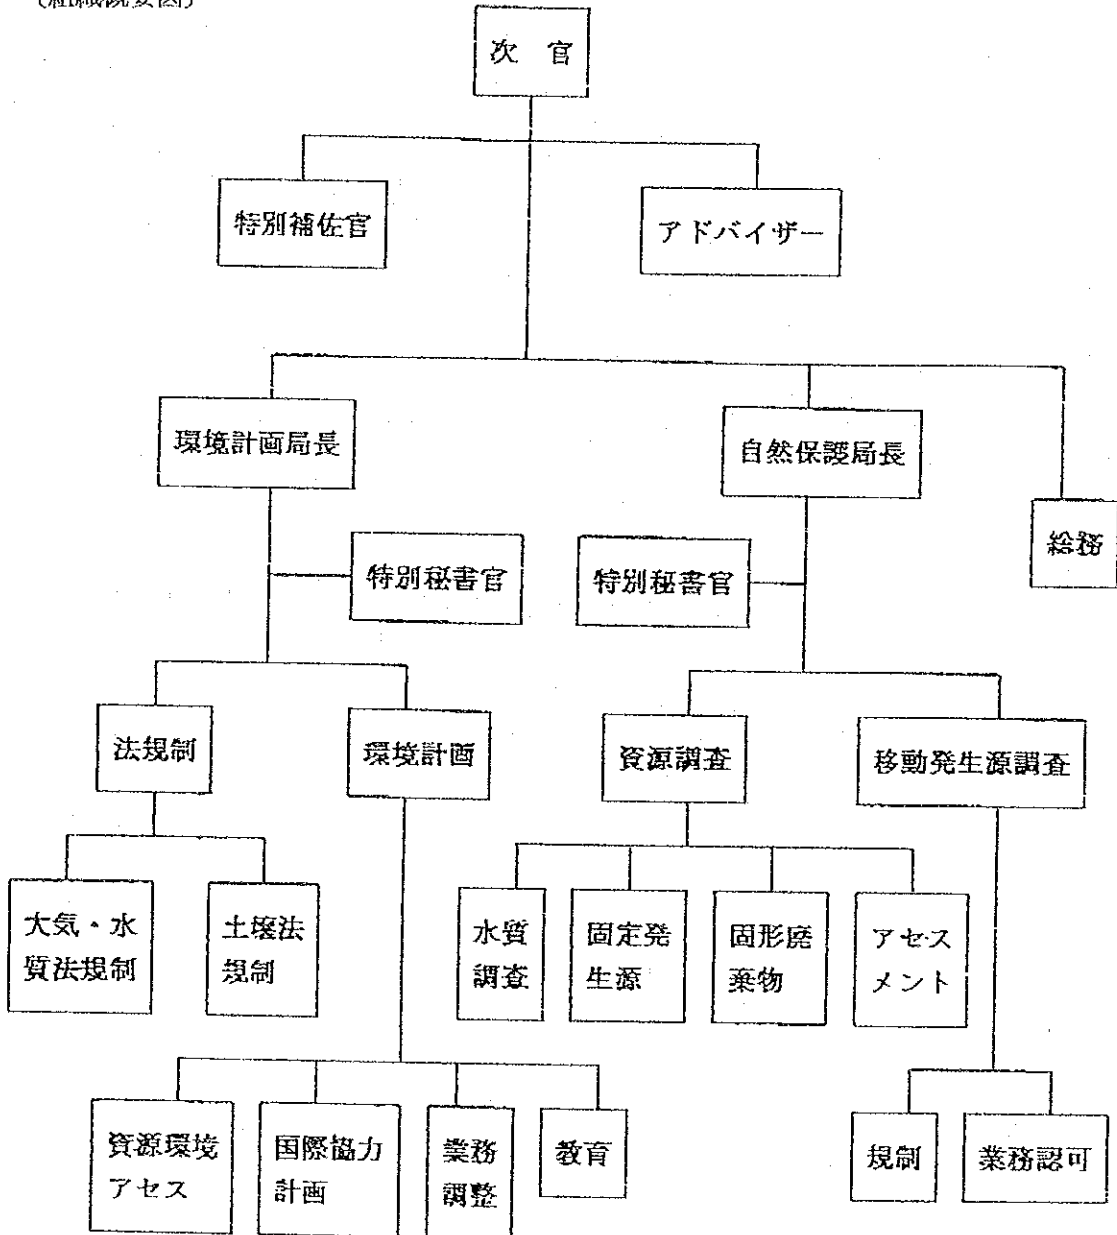 (組織概要図)
次 官
特別補佐官
アドバイザー
環境計画局長
自然保護局長
総務
特別秘書官
特別秘書官
法規制
環境計画
資源調査
移動発生源調査
大気・水
質法規制
土壌法
規制
水質
調査
固定発
生源
固形廃
棄物
アセス
メント
資源環境
アセス
国際協力
計画
業務
調整
教育
規制
業務認可